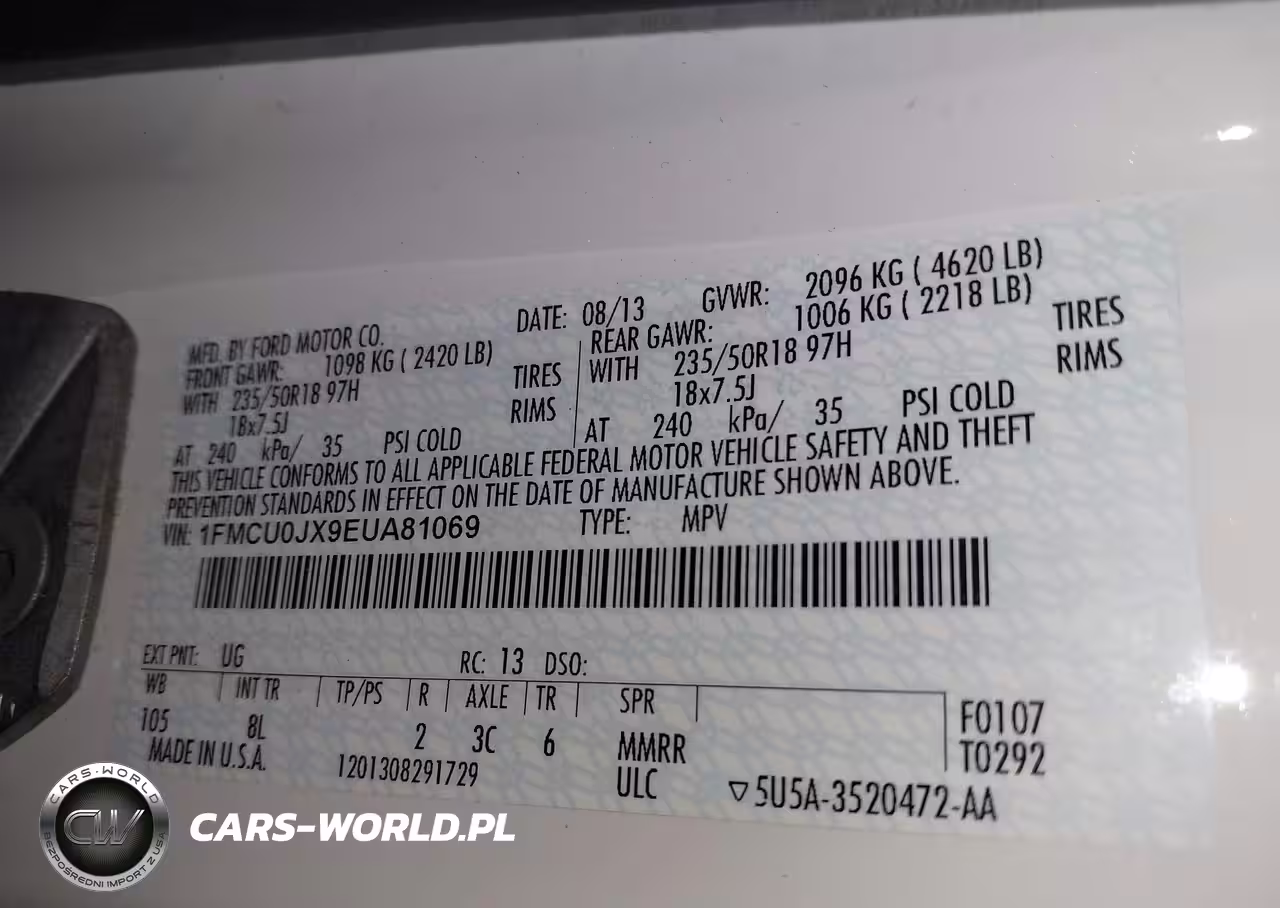 MFD. BY FORD MOTOR CO. DATE: 08/13 GVWR: 2096 KG ( 4620 LB)
FRONT GAWR: 1098 KG ( 2420 LB) REAR GAWR: 1006 KG ( 2218 LB)
WITH 235/50R18 97H TIRES WITH 235/50R18 97H TIRES
18x7.5J RIMS 18x7.5J RIMS
AT 240 kPa/ 35 PSI COLD AT 240 kPa/ 35 PSI COLD
THIS VEHICLE CONFORMS TO ALL APPLICABLE FEDERAL MOTOR VEHICLE SAFETY AND THEFT
PREVENTION STANDARDS IN EFFECT ON THE DATE OF MANUFACTURE SHOWN ABOVE.
VIN: 1FMCU0JX9EUA81069 TYPE: MPV
EXT PNT: UG RC: 13 DSO:
WB INT TR TP/PS R AXLE TR SPR
105 8L 2 3C 6 MMRR F0107
T0292
MADE IN U.S.A. 1201308291729 ULC ▽5U5A-3520472-AA
CARS-WORLD
CW
BEZPOŚREDNI IMPORT Z USA
CARS-WORLD.PL